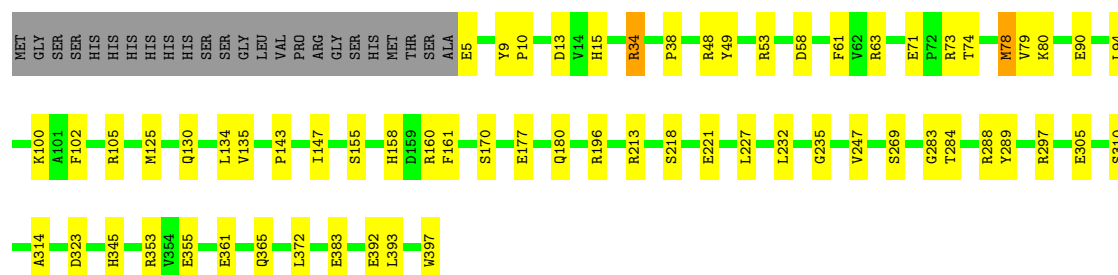 MET GLY SER SER HIS HIS HIS HIS HIS HIS SER SER GLY LEU VAL PRO ARG GLY SER HIS MET THR SER ALA E5 Y9 P10 D13 V14 H15 R34 P38 R48 Y49 R53 D58 F61 V62 R63 E71 P72 R73 T74 M78 V79 K80 E90
K100 A101 F102 R105 M125 Q130 L134 V135 P143 I147 S155 H158 D159 R160 F161 S170 E177 Q180 R196 R213 S218 E221 L227 L232 G235 V247 S269 G283 T284 R288 Y289 R297 E305
A314 D323 H345 R353 V354 E355 E361 Q365 L372 E383 E392 L393 W397